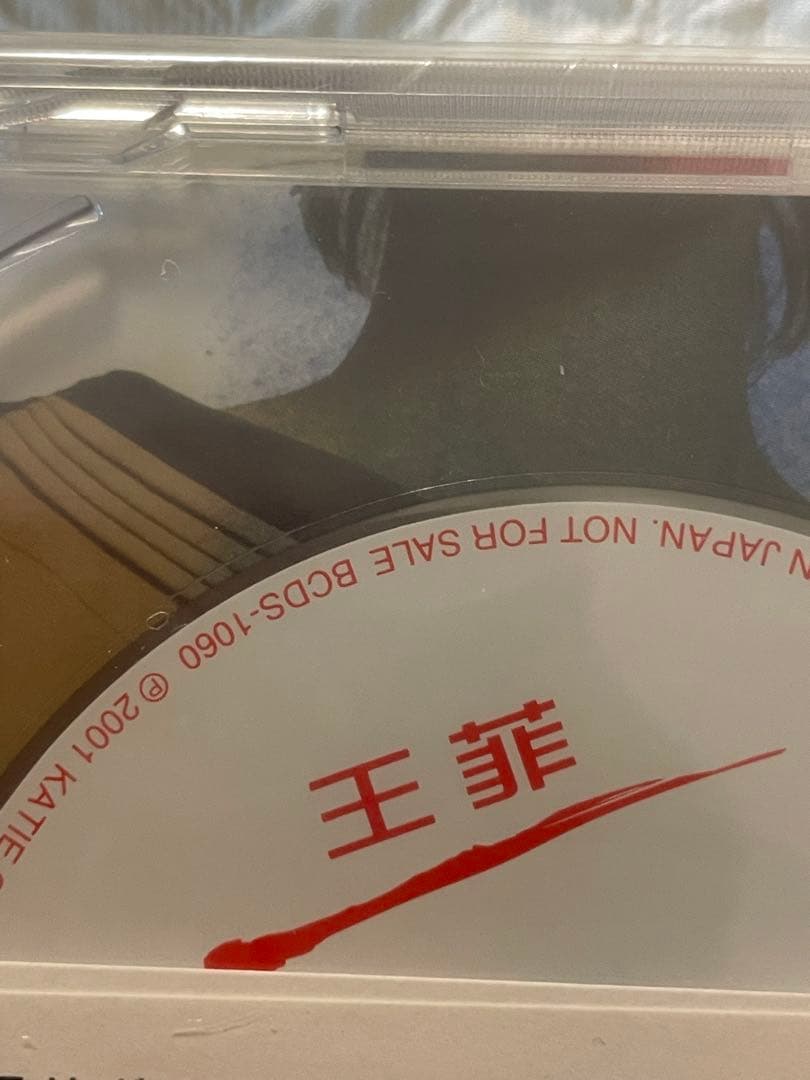 王菲
N JAPAN. NOT FOR SALE BCDS-1060 ℗ 2001 KATIE